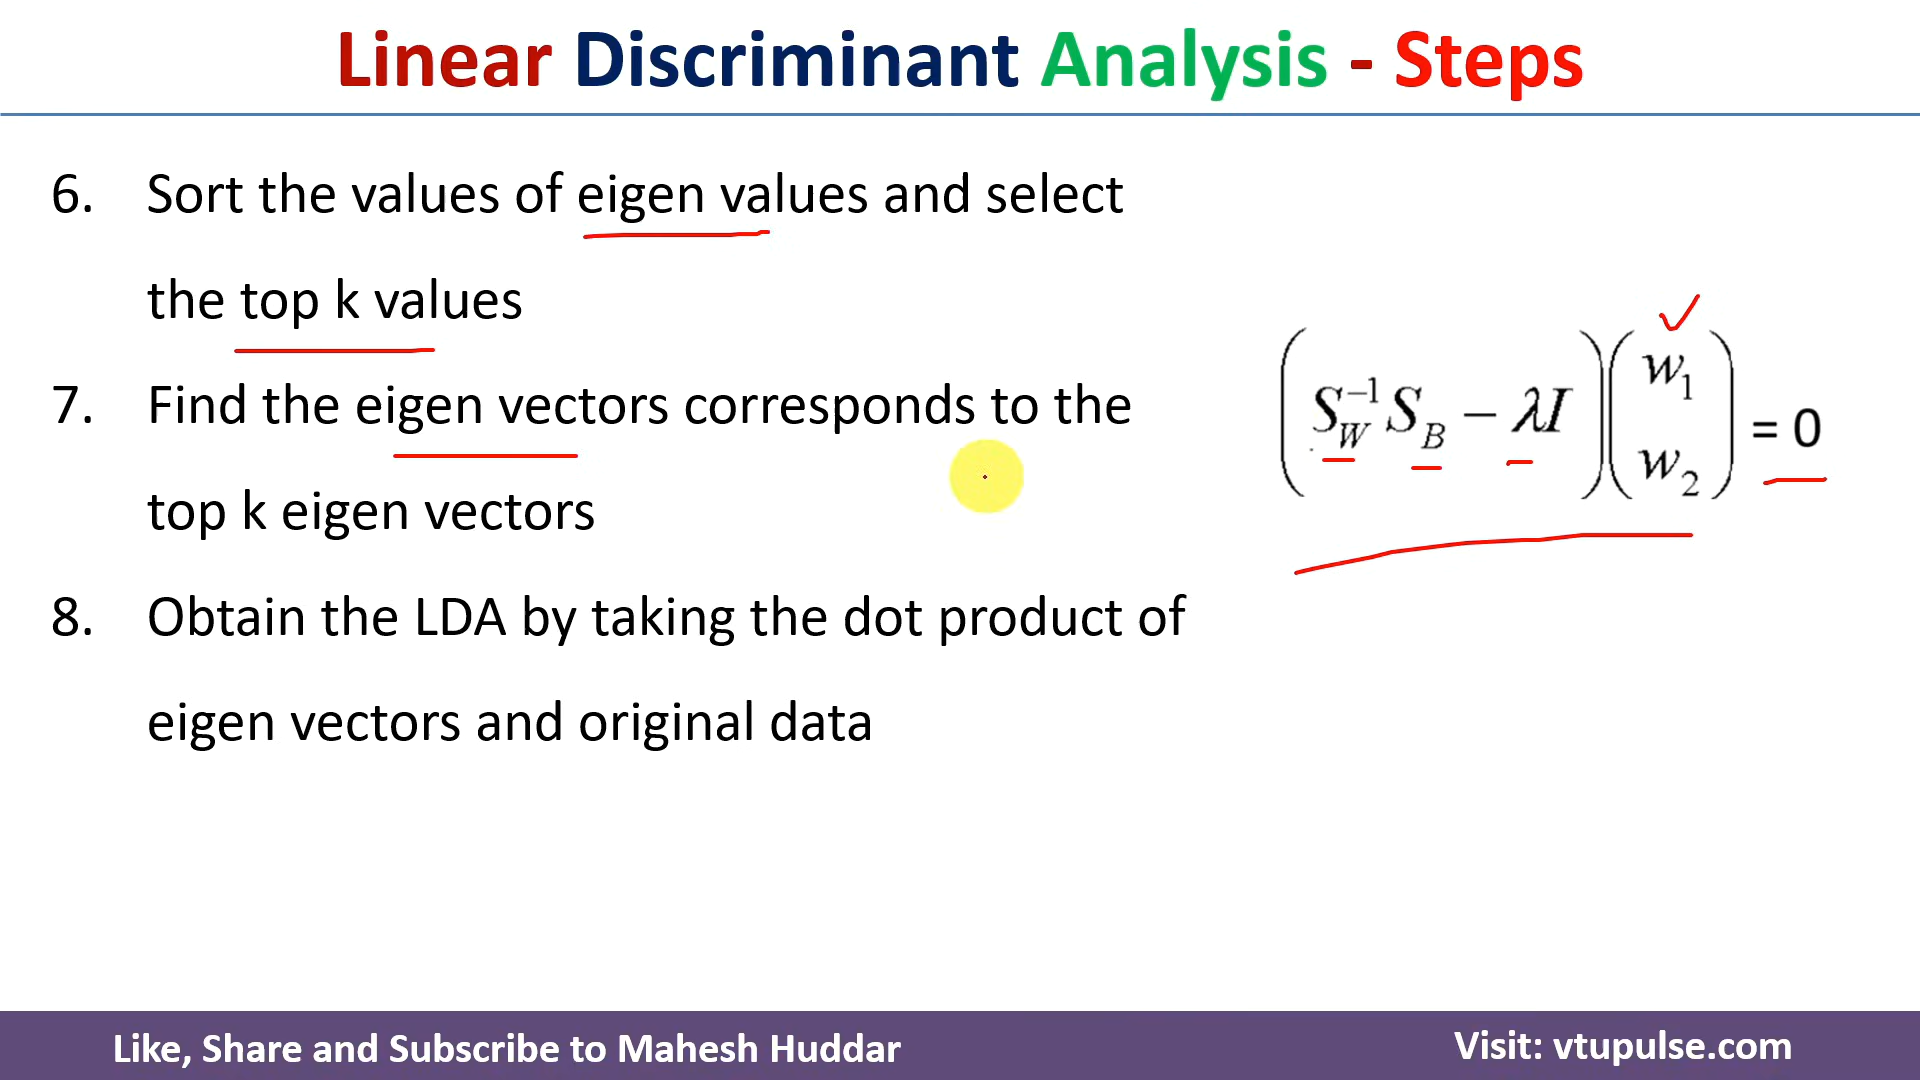 Linear Discriminant Analysis - Steps
6. Sort the values of eigen values and select
the top k values
7. Find the eigen vectors corresponds to the
top k eigen vectors
8. Obtain the LDA by taking the dot product of
eigen vectors and original data
(S_W^{-1} S_B − λI) (w_1 w_2) = 0
Like, Share and Subscribe to Mahesh Huddar
Visit: vtupulse.com